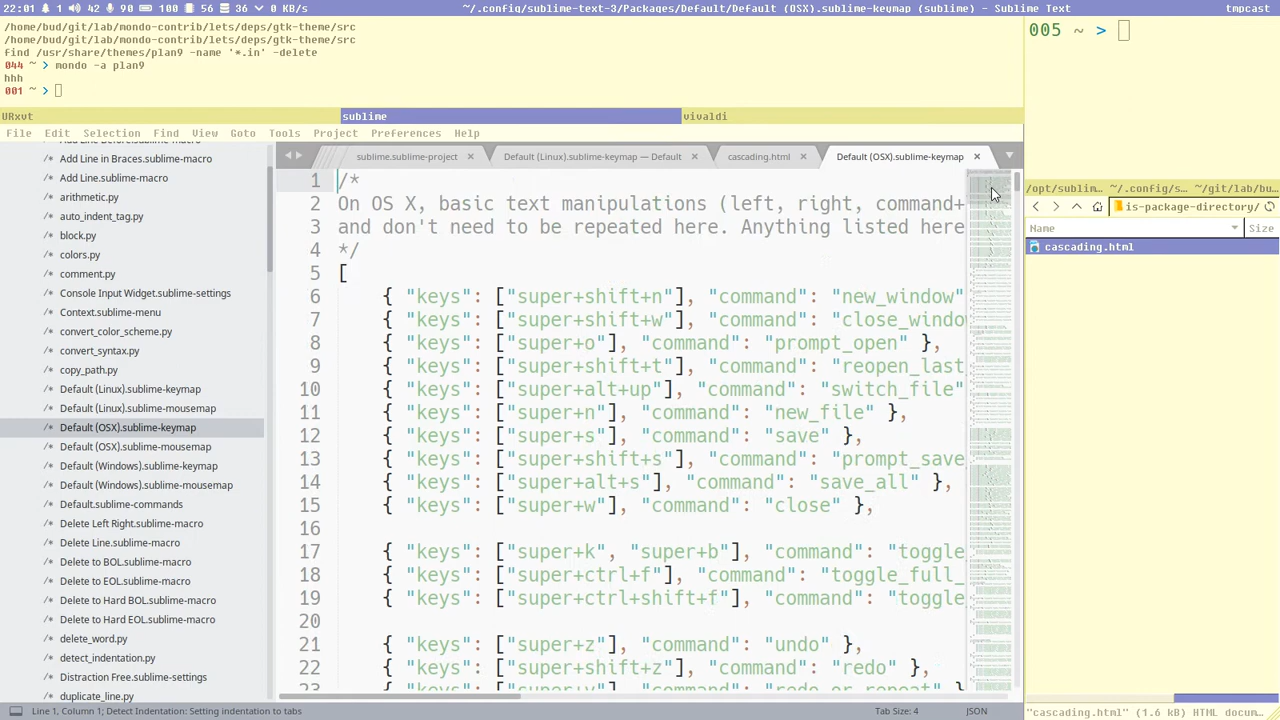 22:01 1 42 90 100 56 36 ~/.config/sublime-text-3/Packages/Default/Default (OSX).sublime-keymap (sublime) - Sublime Text tmpcast
/home/bud/git/lab/mondo-contrib/lets/deps/gtk-theme/src
/home/bud/git/lab/mondo-contrib/lets/deps/gtk-theme/src
find /usr/share/themes/plan9 -name '*.in' -delete
044 ~ > mondo -a plan9
hhh
001 ~ >
005 ~ >
URxvt sublime vivaldi
File Edit Selection Find View Goto Tools Project Preferences Help
Add Line Before.sublime-macro
/* Add Line in Braces.sublime-macro
/* Add Line.sublime-macro
/* arithmetic.py
/* auto_indent_tag.py
/* block.py
/* colors.py
/* comment.py
/* Console Input Widget.sublime-settings
/* Context.sublime-menu
/* convert_color_scheme.py
/* convert_syntax.py
/* copy_path.py
/* Default (Linux).sublime-keymap
/* Default (Linux).sublime-mousemap
/* Default (OSX).sublime-keymap
/* Default (OSX).sublime-mousemap
/* Default (Windows).sublime-keymap
/* Default (Windows).sublime-mousemap
/* Default.sublime-commands
/* Delete Left Right.sublime-macro
/* Delete Line.sublime-macro
/* Delete to BOL.sublime-macro
/* Delete to EOL.sublime-macro
/* Delete to Hard BOL.sublime-macro
/* Delete to Hard EOL.sublime-macro
/* delete_word.py
/* detect_indentation.py
/* Distraction Free.sublime-settings
/* duplicate_line.py
sublime.sublime-project × Default (Linux).sublime-keymap — Default × cascading.html × Default (OSX).sublime-keymap ×
1 /*
2 On OS X, basic text manipulations (left, right, command+
3 and don't need to be repeated here. Anything listed here
4 */
5 [
6 { "keys": ["super+shift+n"], "command": "new_window"
7 { "keys": ["super+shift+w"], "command": "close_windo
8 { "keys": ["super+o"], "command": "prompt_open" },
9 { "keys": ["super+shift+t"], "command": "reopen_last
10 { "keys": ["super+alt+up"], "command": "switch_file"
11 { "keys": ["super+n"], "command": "new_file" },
12 { "keys": ["super+s"], "command": "save" },
13 { "keys": ["super+shift+s"], "command": "prompt_save
14 { "keys": ["super+alt+s"], "command": "save_all" },
15 { "keys": ["super+w"], "command": "close" },
16
17 { "keys": ["super+k", "super+b"], "command": "toggle
18 { "keys": ["super+ctrl+f"], "command": "toggle_full_
19 { "keys": ["super+ctrl+shift+f"], "command": "toggle
20
21 { "keys": ["super+z"], "command": "undo" },
22 { "keys": ["super+shift+z"], "command": "redo" },
23 { "keys": ["super+y"], "command": "redo_or_repeat" }
/opt/sublim… ~/.config/s… ~/git/lab/bu…
is-package-directory/
Name Size
cascading.html
Line 1, Column 1; Detect Indentation: Setting indentation to tabs Tab Size: 4 JSON
"cascading.html" (1.6 kB) HTML docum…